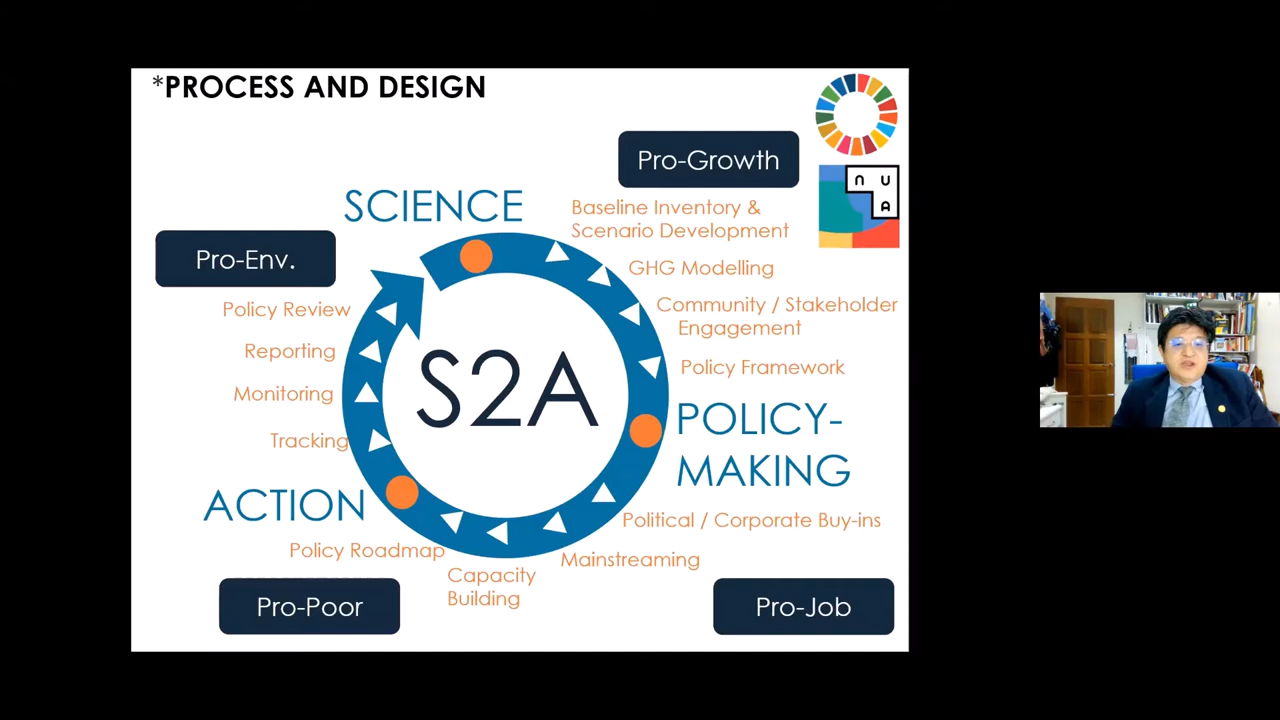 *PROCESS AND DESIGN
Pro-Growth
N U
A
SCIENCE
Baseline Inventory &
Scenario Development
Pro-Env.
GHG Modelling
Policy Review
Community / Stakeholder
Engagement
Reporting
Policy Framework
Monitoring
S2A
POLICY-
MAKING
Tracking
ACTION
Political / Corporate Buy-ins
Policy Roadmap
Mainstreaming
Capacity
Building
Pro-Poor
Pro-Job